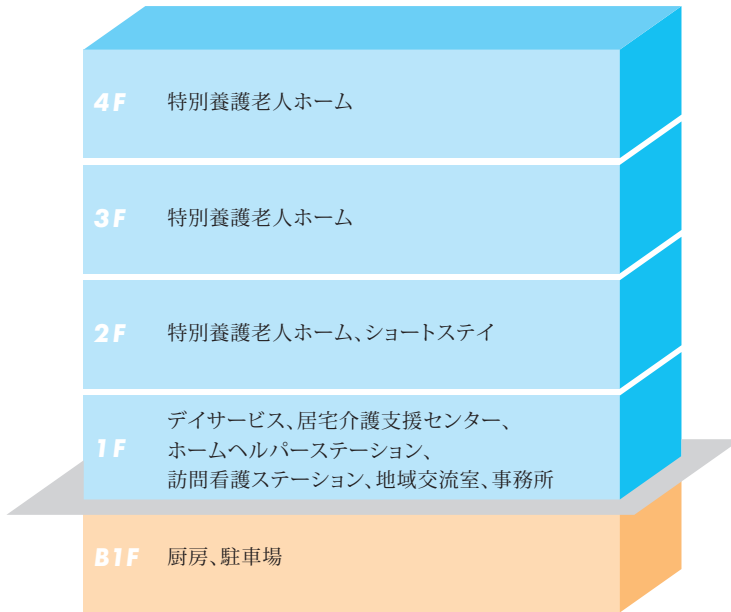 4F 特別養護老人ホーム
3F 特別養護老人ホーム
2F 特別養護老人ホーム、ショートステイ
デイサービス、居宅介護支援センター、
1F ホームヘルパーステーション、
訪問看護ステーション、地域交流室、事務所
B1F 厨房、駐車場